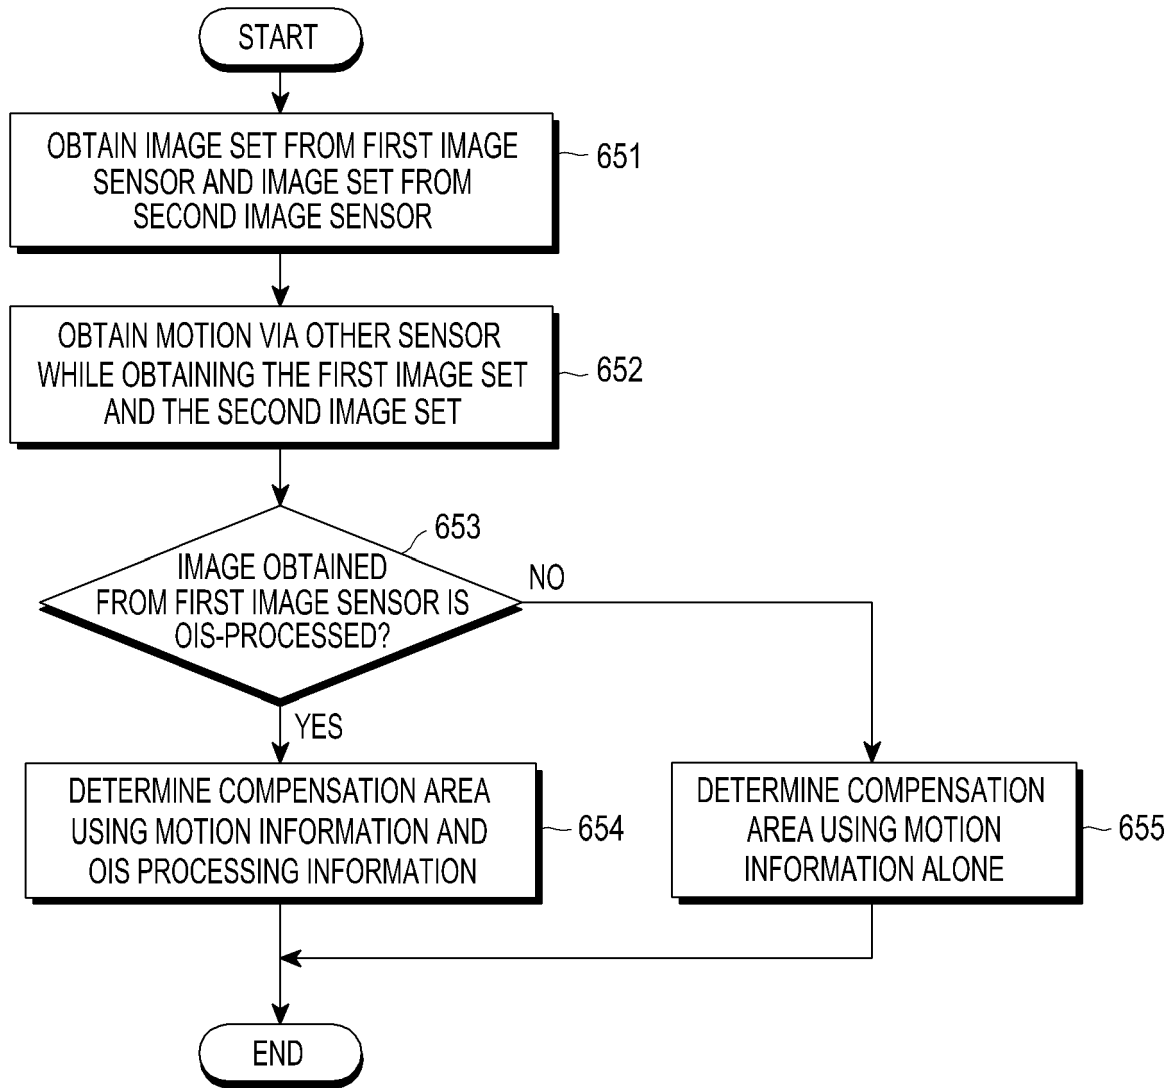 START
OBTAIN IMAGE SET FROM FIRST IMAGE
SENSOR AND IMAGE SET FROM
SECOND IMAGE SENSOR
651
OBTAIN MOTION VIA OTHER SENSOR
WHILE OBTAINING THE FIRST IMAGE SET
AND THE SECOND IMAGE SET
652
653
IMAGE OBTAINED
FROM FIRST IMAGE SENSOR IS
OIS-PROCESSED?
NO
YES
DETERMINE COMPENSATION AREA
USING MOTION INFORMATION AND
OIS PROCESSING INFORMATION
654
DETERMINE COMPENSATION
AREA USING MOTION
INFORMATION ALONE
655
END